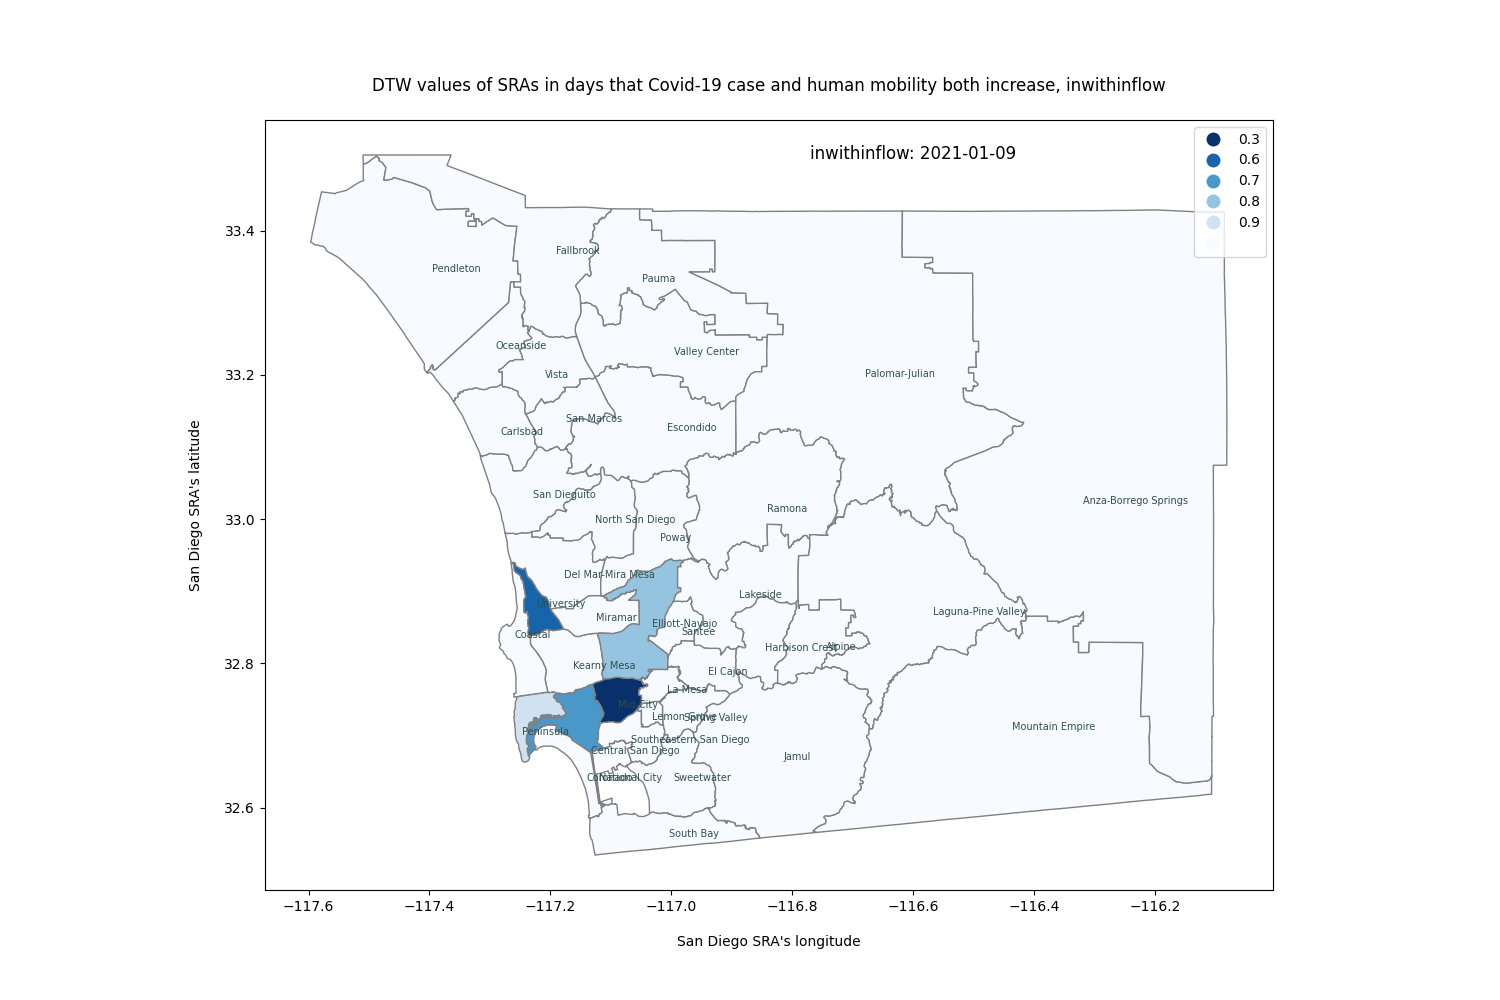 DTW values of SRAs in days that Covid-19 case and human mobility both increase, inwithinflow
inwithinflow: 2021-01-09
0.3
0.6
0.7
0.8
0.9
33.4
33.2
33.0
32.8
32.6
San Diego SRA's latitude
Fallbrook
Pendleton
Pauma
Oceanside
Valley Center
Vista
Palomar-Julian
San Marcos
Carlsbad
Escondido
San Dieguito
Anza-Borrego Springs
Ramona
North San Diego
Poway
Del Mar-Mira Mesa
Lakeside
University
Laguna-Pine Valley
Miramar
Elliott-Navajo
Santee
Coastal
Harbison Crest
Alpine
Kearny Mesa
El Cajon
La Mesa
Mid-City
Lemon Grove
Spring Valley
Mountain Empire
Peninsula
Southeastern San Diego
Central San Diego
Jamul
Coronado
National City
Sweetwater
South Bay
−117.6
−117.4
−117.2
−117.0
−116.8
−116.6
−116.4
−116.2
San Diego SRA's longitude